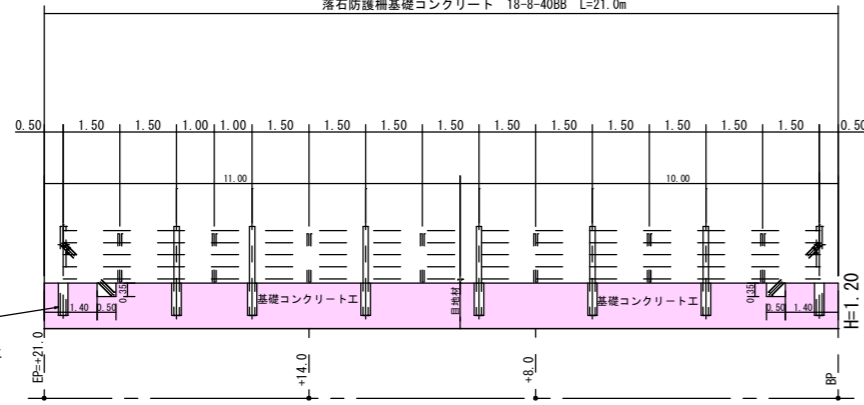 落石防護柵基礎コンクリート 18-8-40BB L=21.0m
0.50 1.50 1.50 1.00 1.00 1.50 1.50 1.50 1.50 1.50 1.50 1.50 1.50 1.50 1.50 0.50
11.00 10.00
基礎コンクリート工 目地材 基礎コンクリート工
0.35 0.35
1.40 0.50 0.50 1.40
H=1.20
EP=+21.0 +14.0 +8.0 BP